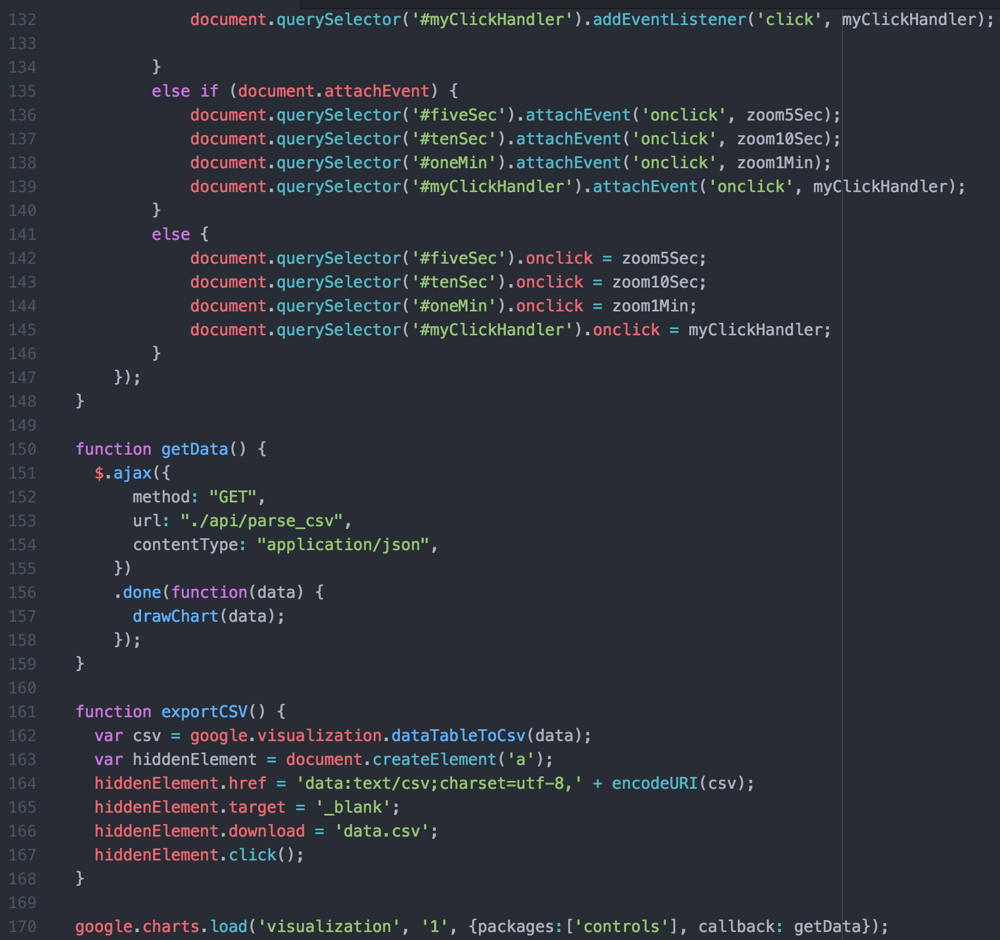 132 document.querySelector('#myClickHandler').addEventListener('click', myClickHandler);
133
134 }
135 else if (document.attachEvent) {
136 document.querySelector('#fiveSec').attachEvent('onclick', zoom5Sec);
137 document.querySelector('#tenSec').attachEvent('onclick', zoom10Sec);
138 document.querySelector('#oneMin').attachEvent('onclick', zoom1Min);
139 document.querySelector('#myClickHandler').attachEvent('onclick', myClickHandler);
140 }
141 else {
142 document.querySelector('#fiveSec').onclick = zoom5Sec;
143 document.querySelector('#tenSec').onclick = zoom10Sec;
144 document.querySelector('#oneMin').onclick = zoom1Min;
145 document.querySelector('#myClickHandler').onclick = myClickHandler;
146 }
147 });
148 }
149
150 function getData() {
151 $.ajax({
152 method: "GET",
153 url: "./api/parse_csv",
154 contentType: "application/json",
155 })
156 .done(function(data) {
157 drawChart(data);
158 });
159 }
160
161 function exportCSV() {
162 var csv = google.visualization.dataTableToCsv(data);
163 var hiddenElement = document.createElement('a');
164 hiddenElement.href = 'data:text/csv;charset=utf-8,' + encodeURI(csv);
165 hiddenElement.target = '_blank';
166 hiddenElement.download = 'data.csv';
167 hiddenElement.click();
168 }
169
170 google.charts.load('visualization', '1', {packages:['controls'], callback: getData});